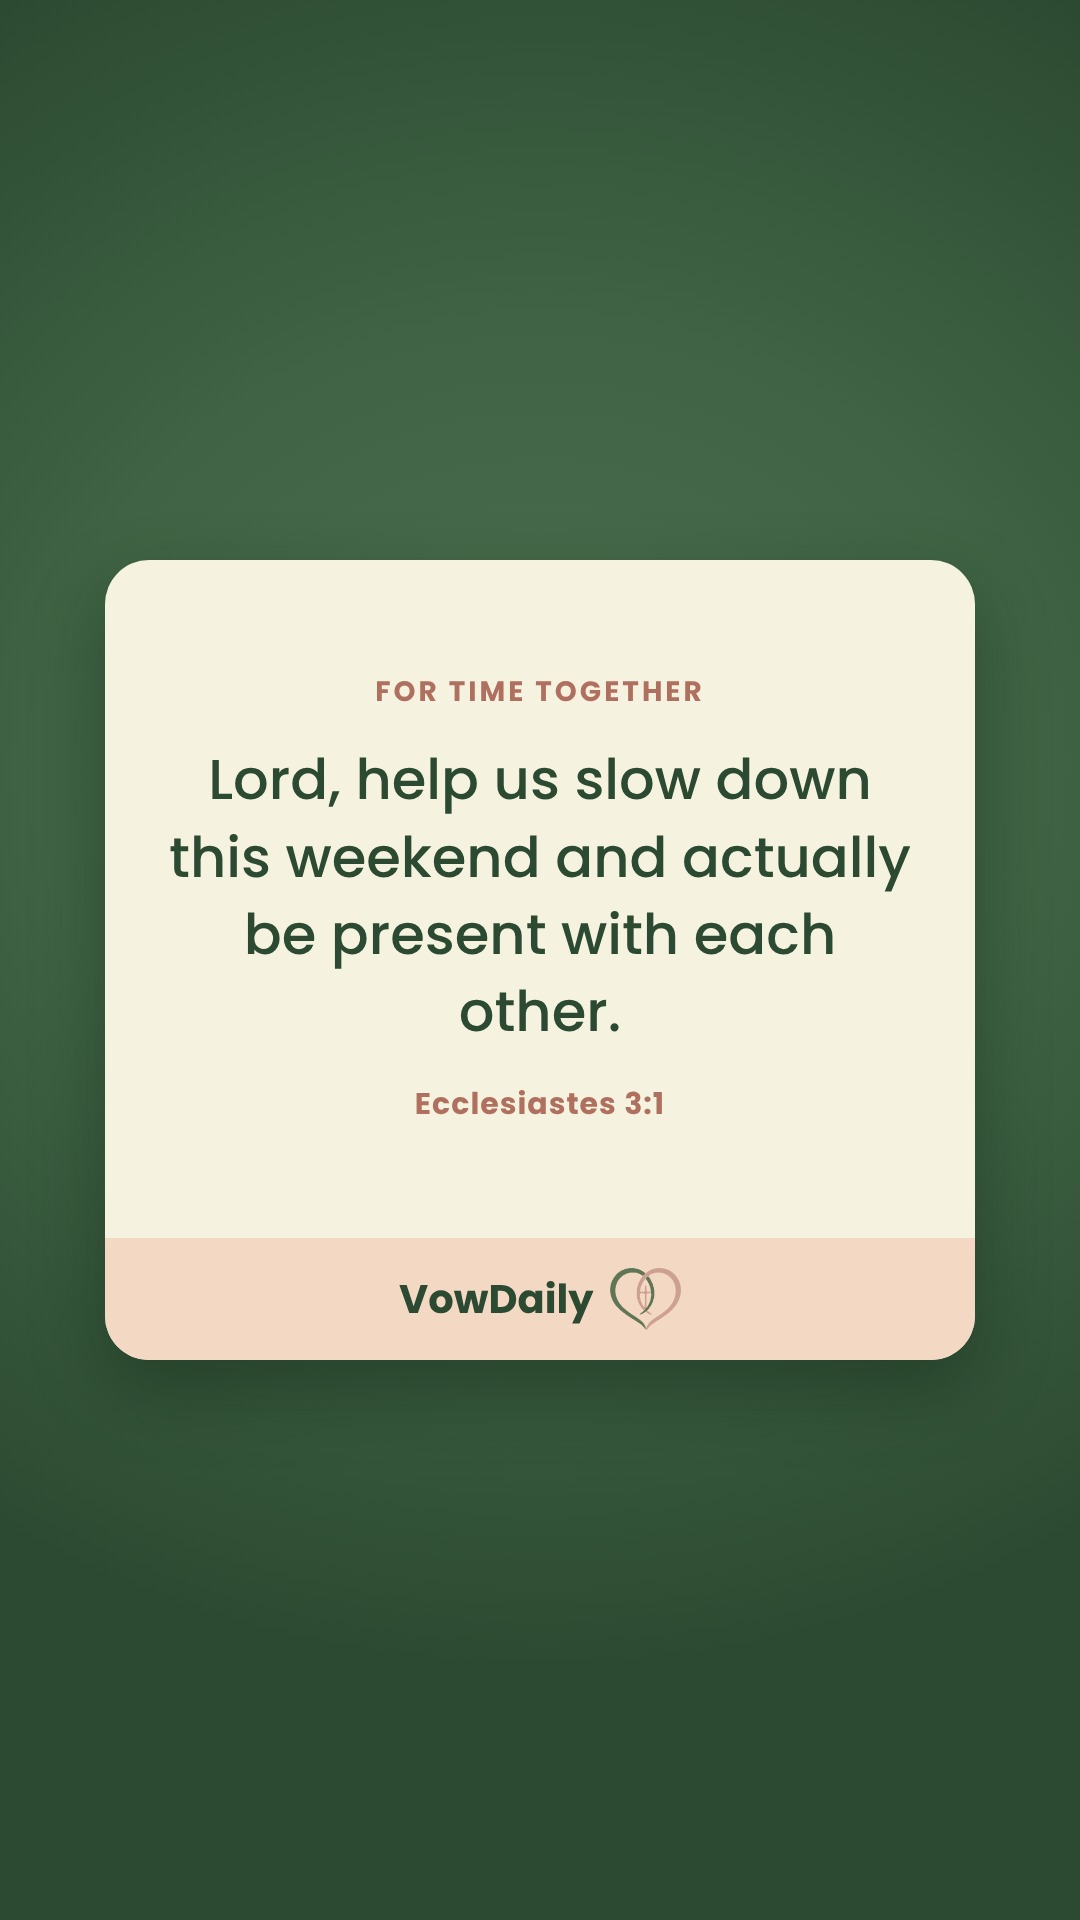 FOR TIME TOGETHER
Lord, help us slow down
this weekend and actually
be present with each
other.
Ecclesiastes 3:1
VowDaily